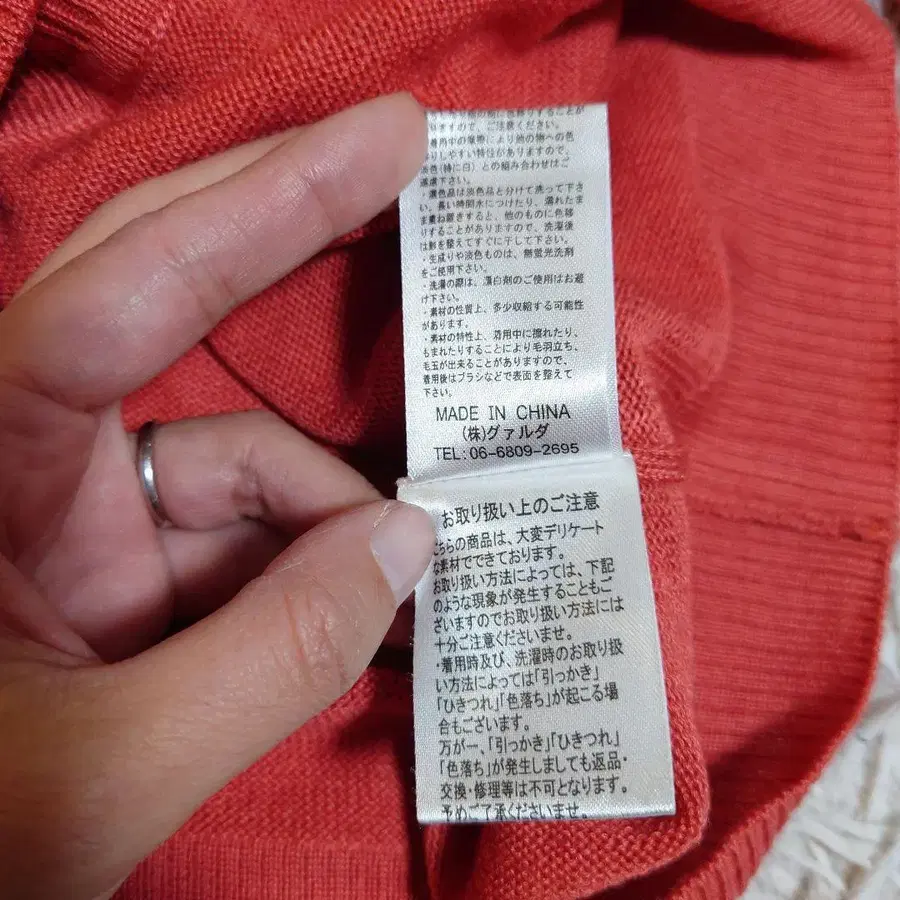 りますので、ご注意ください。
着用中の摩擦により他の物への色
りしやすい特性がありますので、
淡色(特に白)との組み合わせはご
遠慮下さい。
・濃色品は淡色品と分けて洗って下さ
い。長い時間水につけたり、濡れたま
ま重ね置きすると、他のものに色移
りすることがありますので、洗濯後
は形を整えてすぐに干して下さい。
・生成りや淡色ものは、無蛍光洗剤
をご使用下さい。
・洗濯の際は、漂白剤のご使用はお避
け下さい。
・素材の性質上、多少収縮する可能性
があります。
・素材の特性上、着用中に擦れたり、
もまれたりすることにより毛羽立ち、
毛玉が出来ることがありますので、
着用後はブラシなどで表面を整えて
下さい。
MADE IN CHINA
(株)グァルダ
TEL:06-6809-2695
お取り扱い上のご注意
こちらの商品は、大変デリケート
な素材でできております。
お取り扱い方法によっては、下記
のような現象が発生することもご
ざいますのでお取り扱い方法には
十分ご注意くださいませ。
・着用時及び、洗濯時のお取り扱
い方法によっては「引っかき」
「ひきつれ」「色落ち」が起こる場
合もございます。
万が一、「引っかき」「ひきつれ」
「色落ち」が発生しましても返品・
交換・修理等は不可となります。
予めご了承くださいませ。